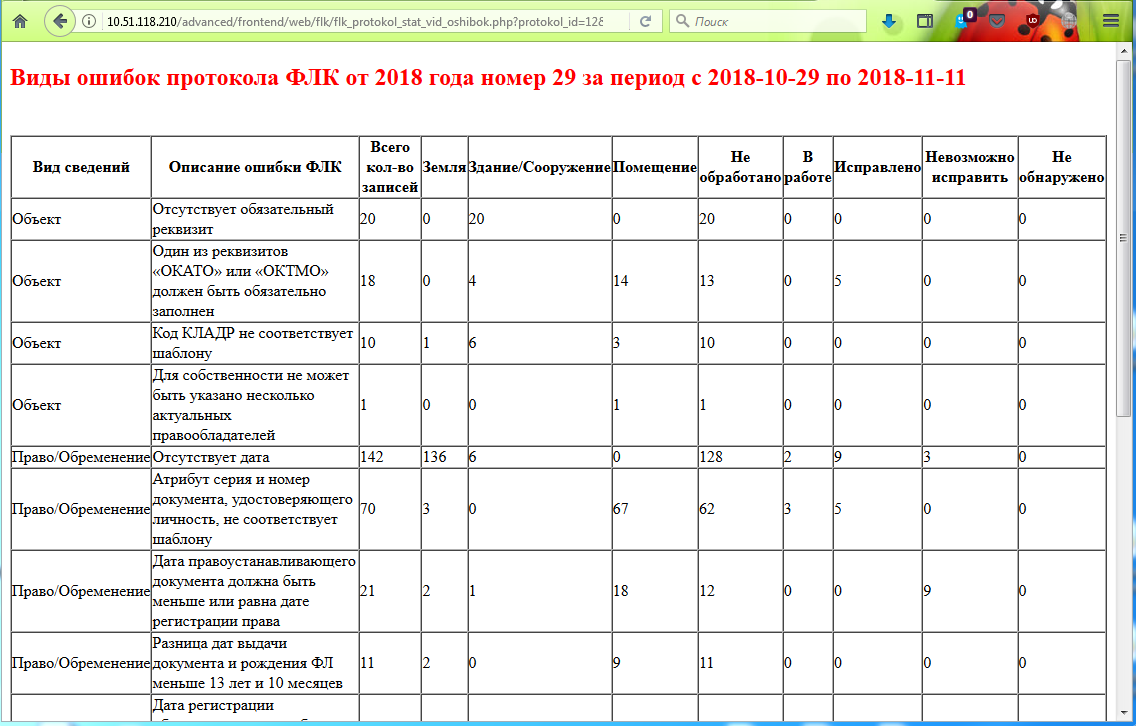 10.51.118.210/advanced/frontend/web/flk/flk_protokol_stat_vid_oshibok.php?protokol_id=128
Поиск
0
Виды ошибок протокола ФЛК от 2018 года номер 29 за период с 2018-10-29 по 2018-11-11
Вид сведений
Описание ошибки ФЛК
Всего
кол-во
записей
Земля
Здание/Сооружение
Помещение
Не
обработано
В
работе
Исправлено
Невозможно
исправить
Не
обнаружено
Объект
Отсутствует обязательный
реквизит
20
0
20
0
20
0
0
0
0
Объект
Один из реквизитов
«ОКАТО» или «ОКТМО»
должен быть обязательно
заполнен
18
0
4
14
13
0
5
0
0
Объект
Код КЛАДР не соответствует
шаблону
10
1
6
3
10
0
0
0
0
Объект
Для собственности не может
быть указано несколько
актуальных
правообладателей
1
0
0
1
1
0
0
0
0
Право/Обременение
Отсутствует дата
142
136
6
0
128
2
9
3
0
Право/Обременение
Атрибут серия и номер
документа, удостоверяющего
личность, не соответствует
шаблону
70
3
0
67
62
3
5
0
0
Право/Обременение
Дата правоустанавливающего
документа должна быть
меньше или равна дате
регистрации права
21
2
1
18
12
0
0
9
0
Право/Обременение
Разница дат выдачи
документа и рождения ФЛ
меньше 13 лет и 10 месяцев
11
2
0
9
11
0
0
0
0
Дата регистрации